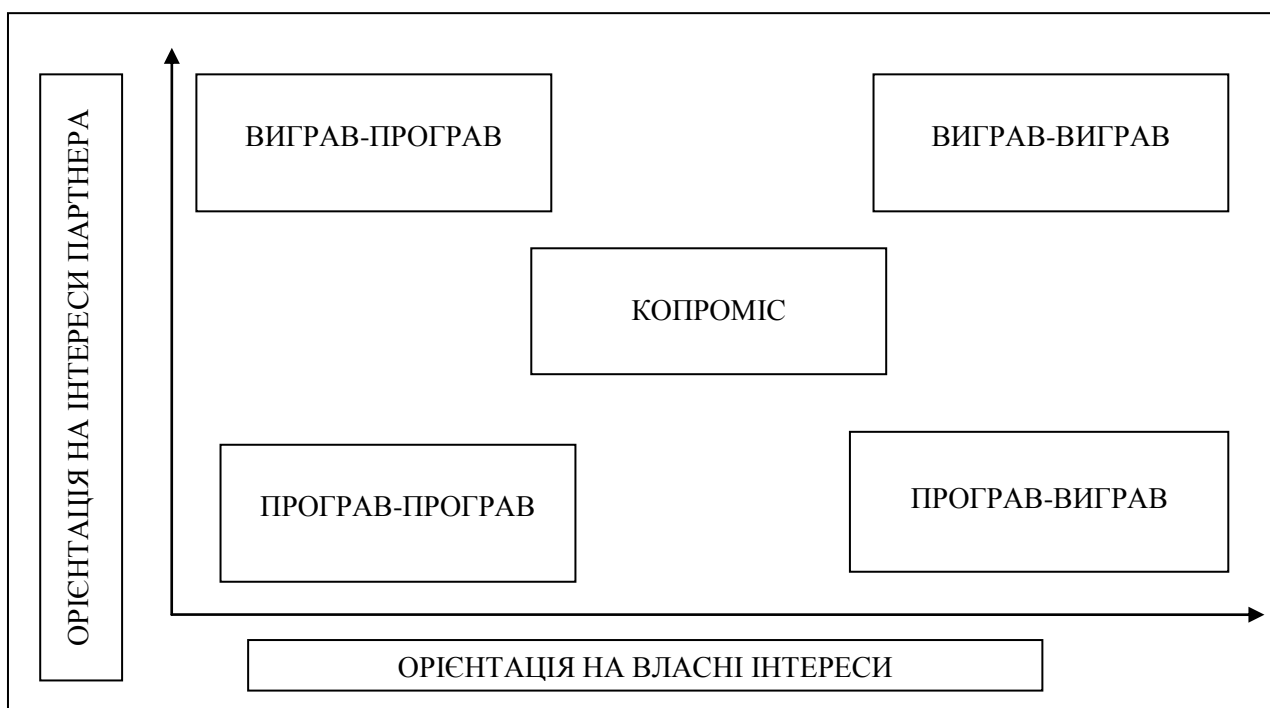 ОРІЄНТАЦІЯ НА ІНТЕРЕСИ ПАРТНЕРА
ВИГРАВ-ПРОГРАВ
ВИГРАВ-ВИГРАВ
КОПРОМІС
ПРОГРАВ-ПРОГРАВ
ПРОГРАВ-ВИГРАВ
ОРІЄНТАЦІЯ НА ВЛАСНІ ІНТЕРЕСИ